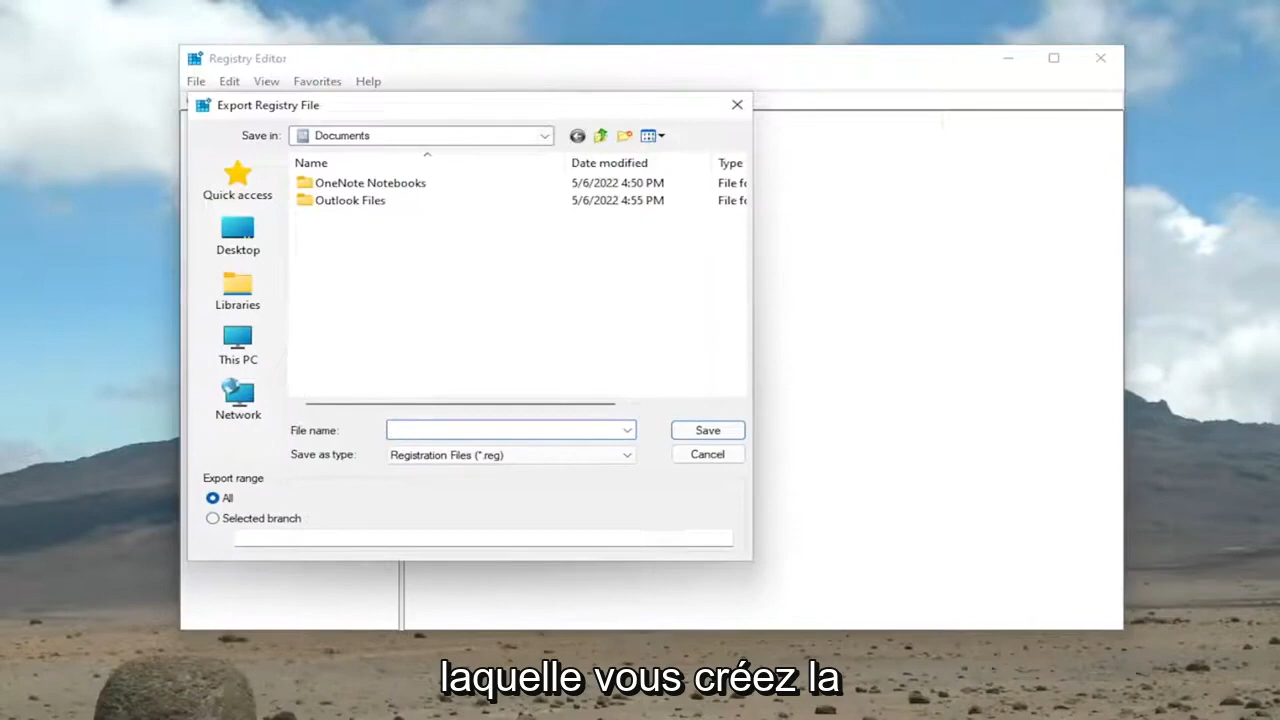 Registry Editor
File Edit View Favorites Help
Export Registry File
Save in: Documents
Name Date modified Type
OneNote Notebooks 5/6/2022 4:50 PM File fo
Outlook Files 5/6/2022 4:55 PM File fo
Quick access
Desktop
Libraries
This PC
Network
File name: Save
Save as type: Registration Files (*.reg) Cancel
Export range
All
Selected branch
laquelle vous créez la